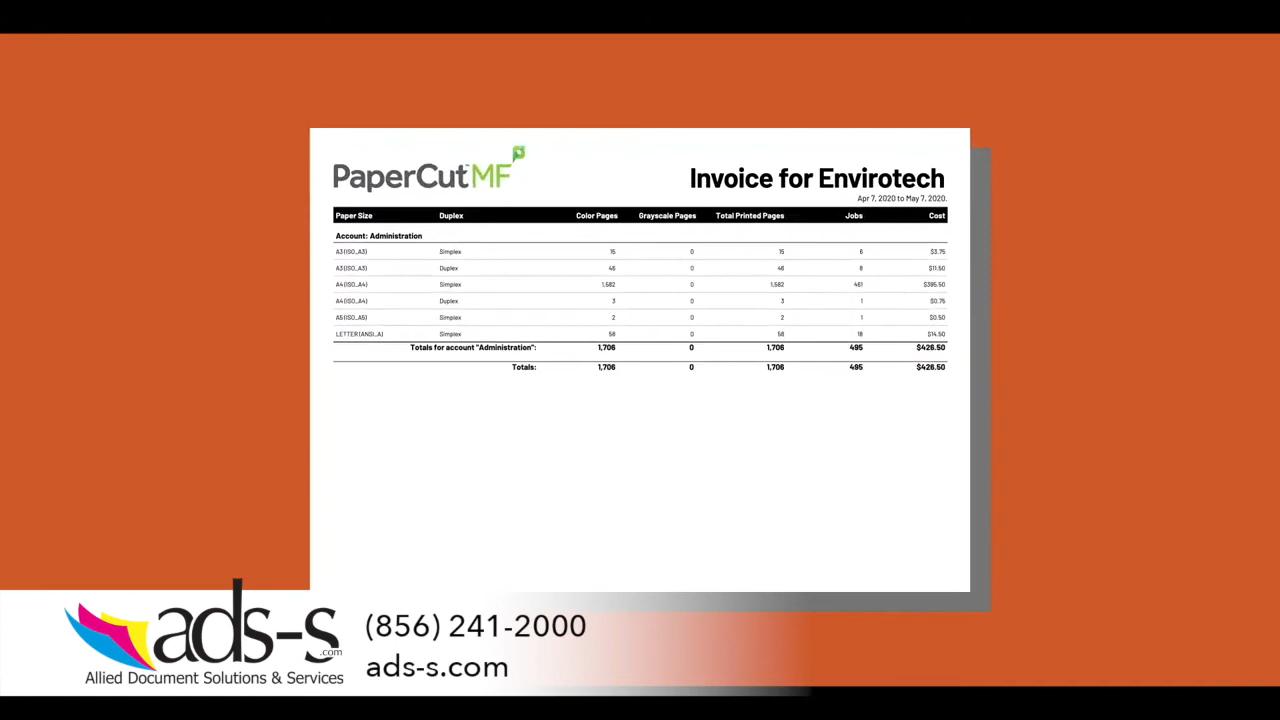 PaperCut™MF
Invoice for Envirotech
Apr 7, 2020 to May 7, 2020.
Paper Size Duplex Color Pages Grayscale Pages Total Printed Pages Jobs Cost
Account: Administration
A3 (ISO_A3) Simplex 15 0 15 6 $3.75
A3 (ISO_A3) Duplex 46 0 46 8 $11.50
A4 (ISO_A4) Simplex 1,582 0 1,582 461 $395.50
A4 (ISO_A4) Duplex 3 0 3 1 $0.75
A5 (ISO_A5) Simplex 2 0 2 1 $0.50
LETTER (ANSI_A) Simplex 58 0 58 18 $14.50
Totals for account "Administration": 1,706 0 1,706 495 $426.50
Totals: 1,706 0 1,706 495 $426.50
ads-s.com
Allied Document Solutions & Services
(856) 241-2000
ads-s.com